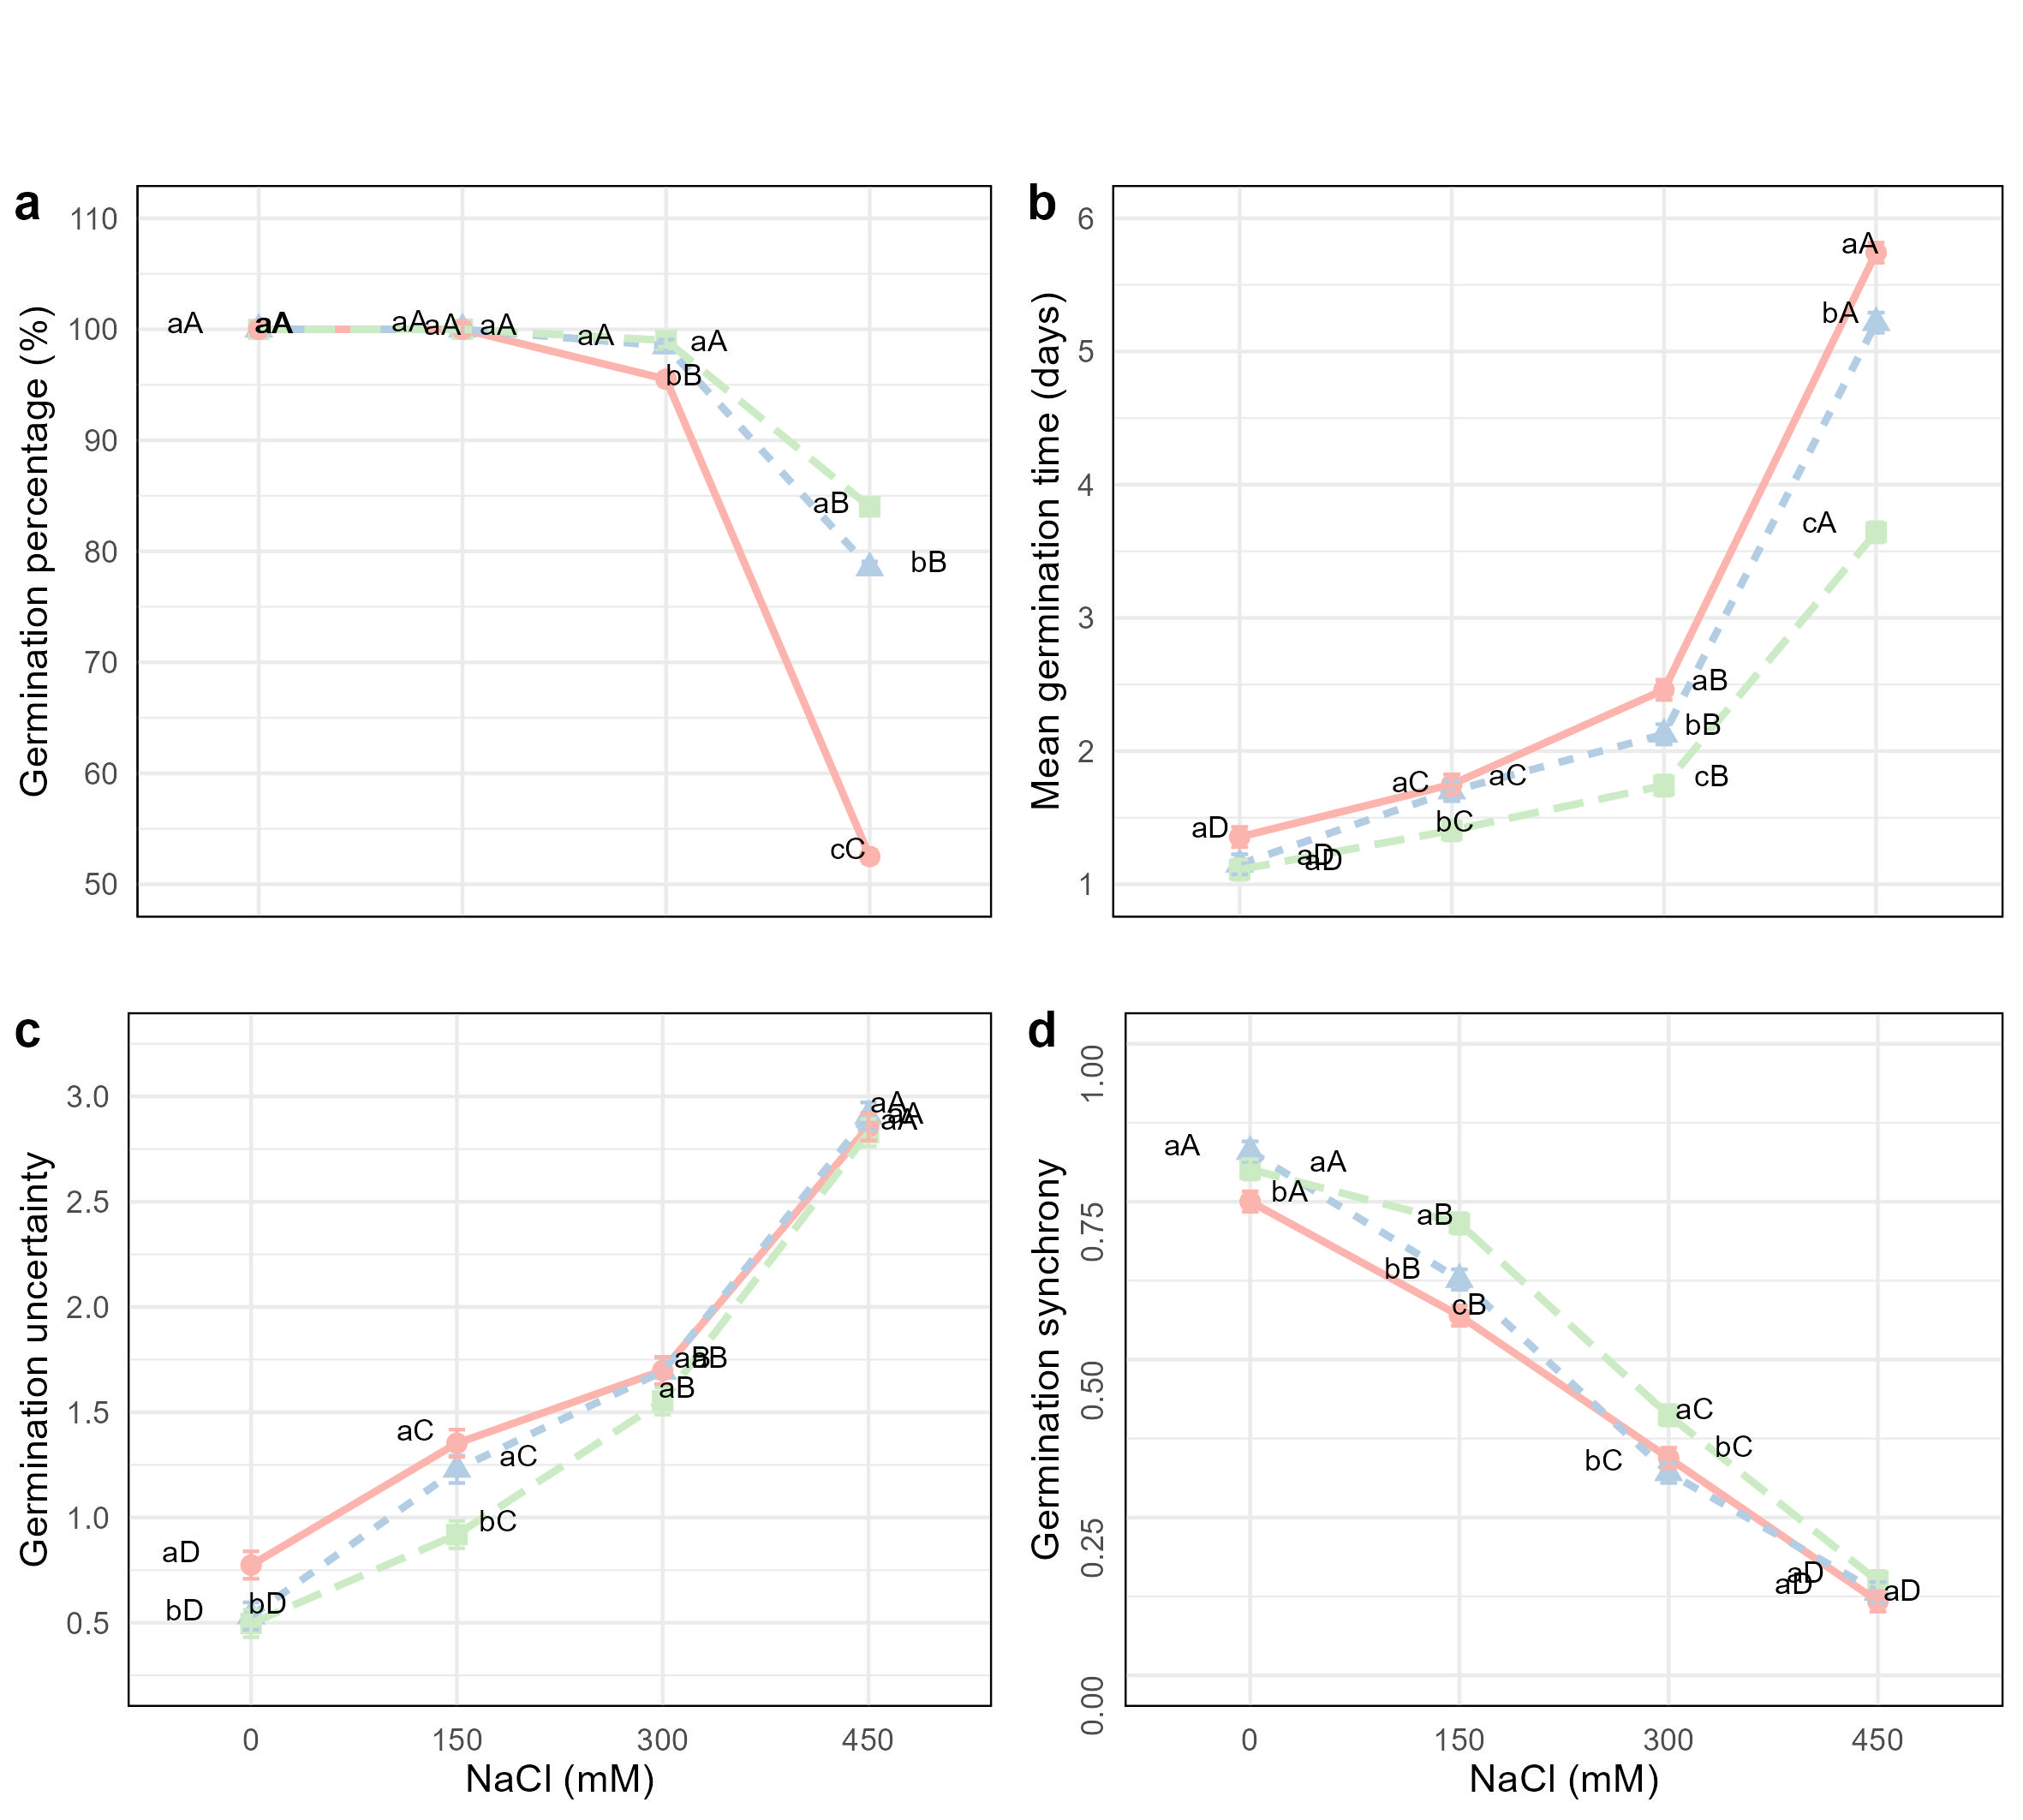 a
110
100
90
80
70
60
50
Germination percentage (%)
aA
aA
aA
aA
aA
aA
aA
bB
aB
bB
cC
b
6
5
4
3
2
1
Mean germination time (days)
aA
bA
cA
aB
bB
cB
aC
aC
bC
aD
aD
aD
c
3.0
2.5
2.0
1.5
1.0
0.5
Germination uncertainty
aA
aA
aA
aB
aB
aB
aC
aC
bC
aD
bD
bD
0
150
300
450
NaCl (mM)
d
1.00
0.75
0.50
0.25
0.00
Germination synchrony
aA
aA
bA
aB
bB
cB
aC
bC
bC
aD
aD
aD
0
150
300
450
NaCl (mM)